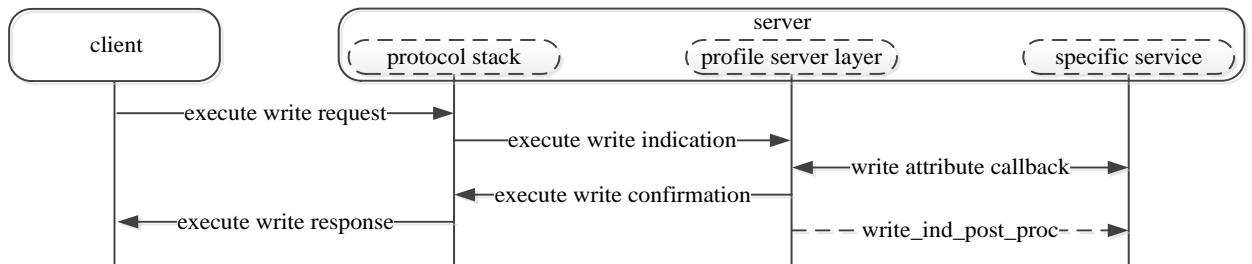 server
client
protocol stack
profile server layer
specific service
execute write request
execute write indication
write attribute callback
execute write confirmation
execute write response
write_ind_post_proc